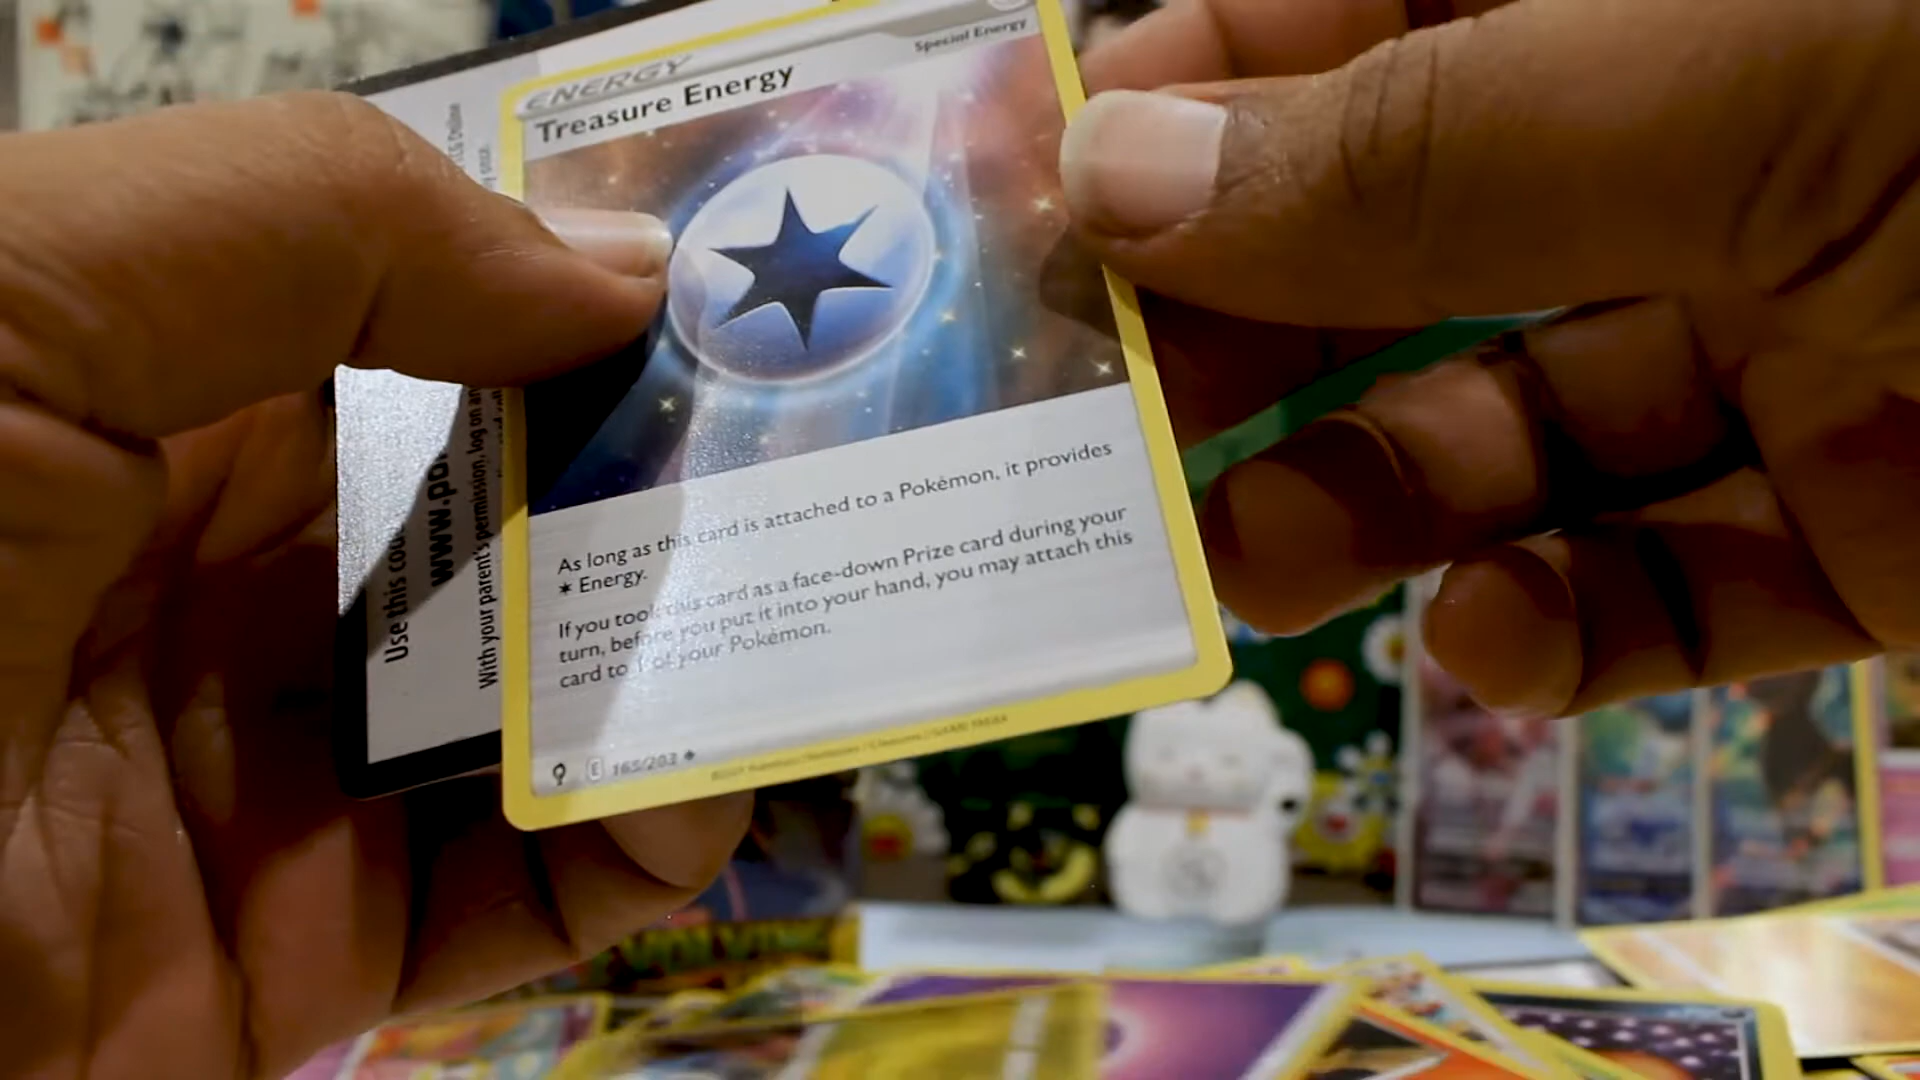 ENERGY
Special Energy
Treasure Energy
As long as this card is attached to a Pokémon, it provides
✶ Energy.
If you took this card as a face-down Prize card during your
turn, before you put it into your hand, you may attach this
card to 1 of your Pokémon.
E 165/203
Use this
www.po
With your parent's permission, log on an
EVOLVING